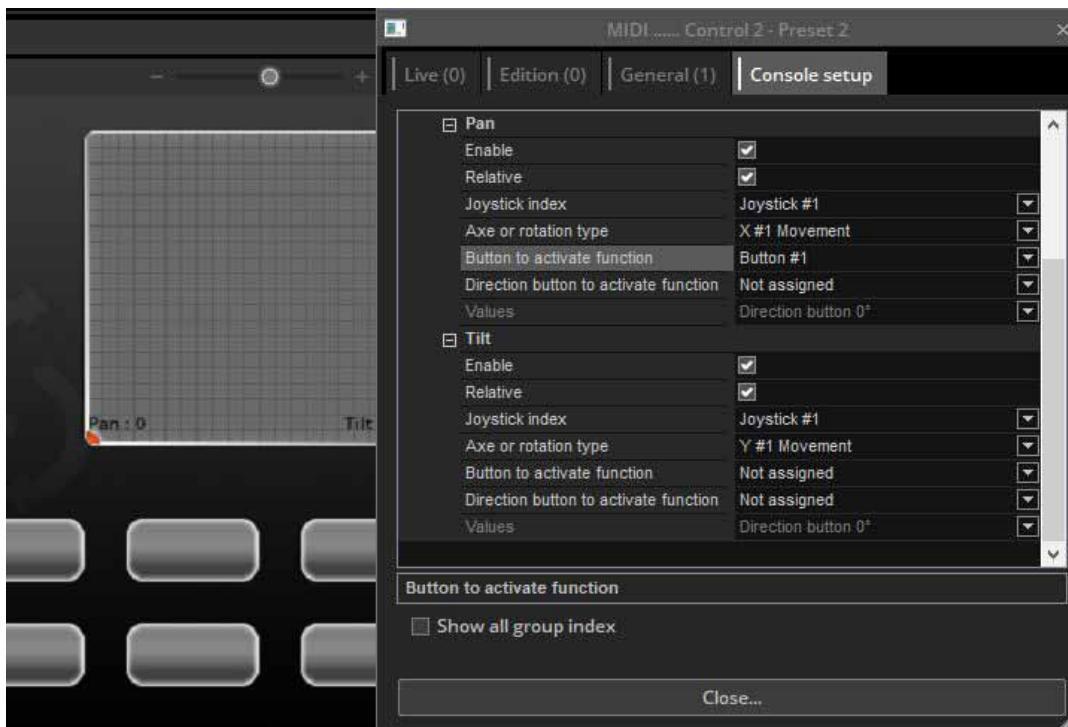 MIDI ...... Control 2 - Preset 2
Live (0) Edition (0) General (1) Console setup
Pan
Enable
Relative
Joystick index Joystick #1
Axe or rotation type X #1 Movement
Button to activate function Button #1
Direction button to activate function Not assigned
Values Direction button 0°
Tilt
Enable
Relative
Joystick index Joystick #1
Axe or rotation type Y #1 Movement
Button to activate function Not assigned
Direction button to activate function Not assigned
Values Direction button 0°
Button to activate function
Show all group index
Close...
Pan : 0 Tilt